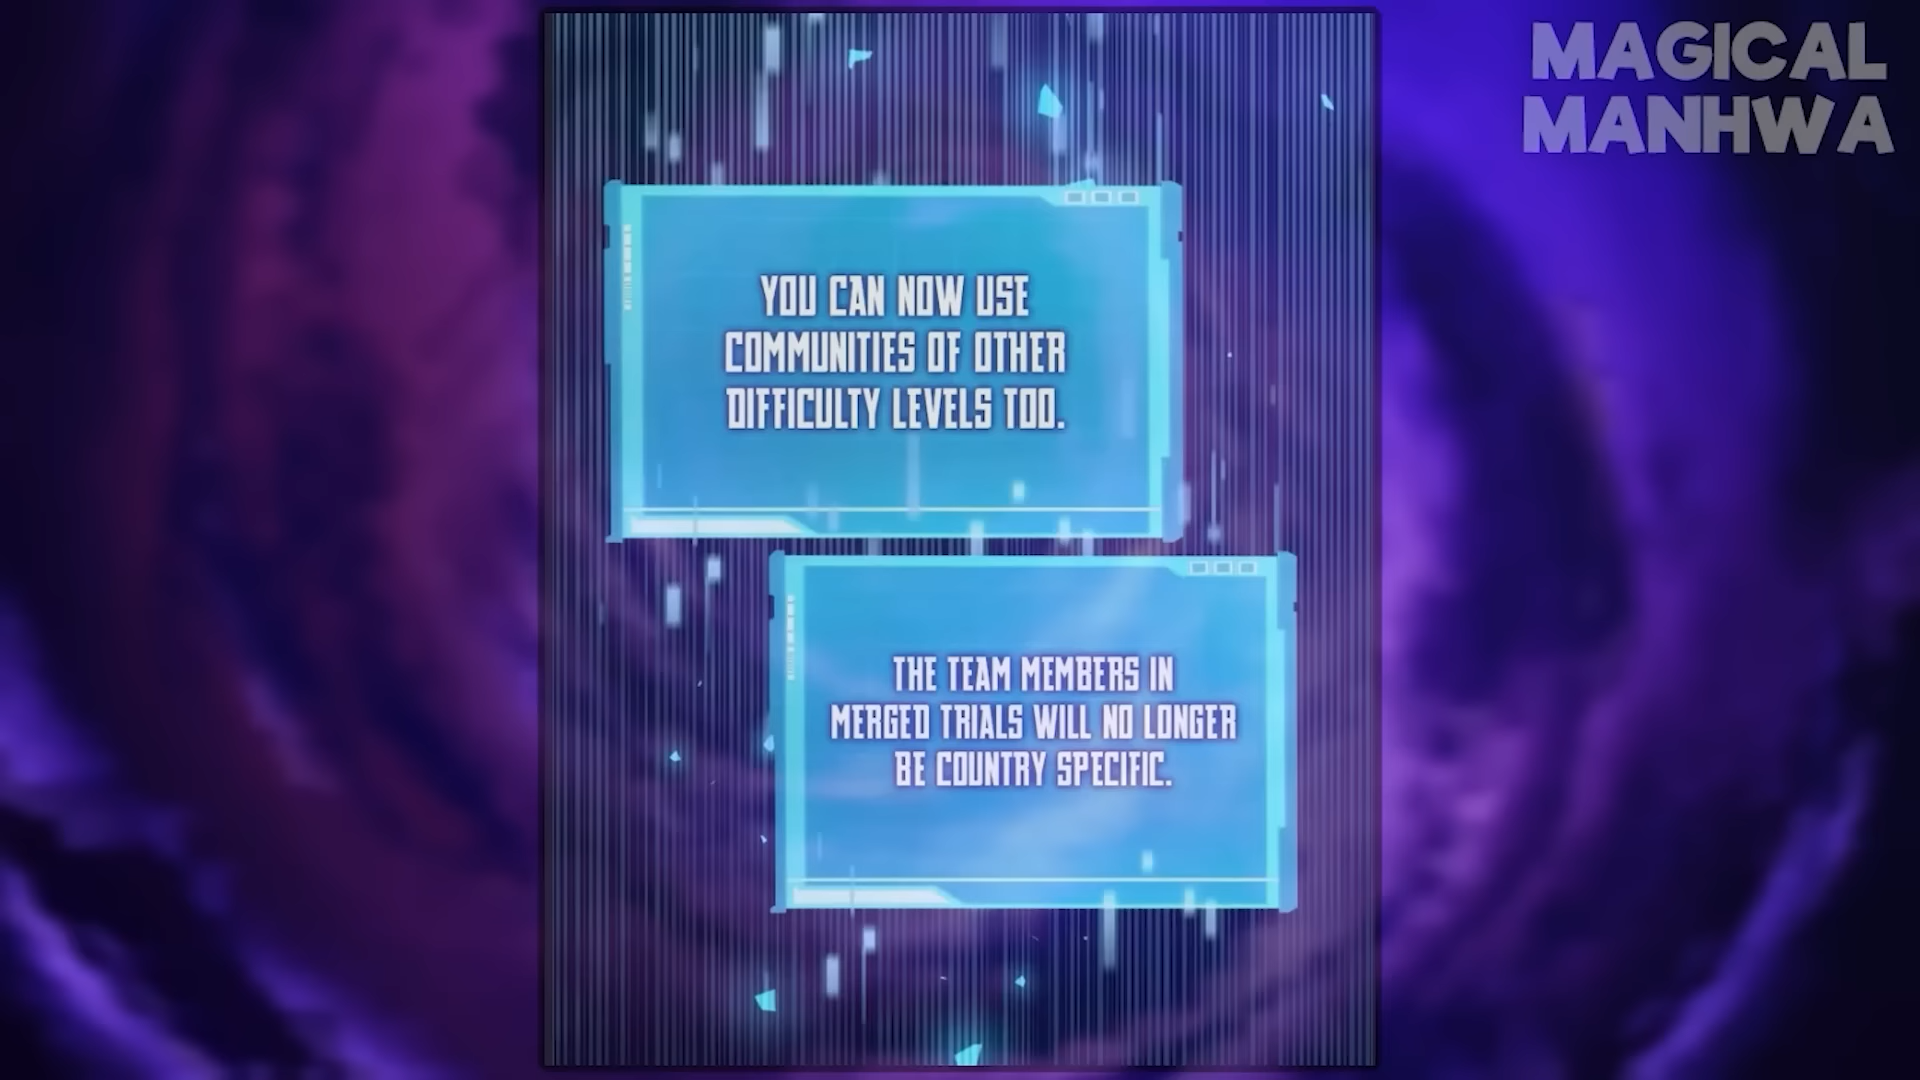 MAGICAL
MANHWA
YOU CAN NOW USE
COMMUNITIES OF OTHER
DIFFICULTY LEVELS TOO.
THE TEAM MEMBERS IN
MERGED TRIALS WILL NO LONGER
BE COUNTRY SPECIFIC.